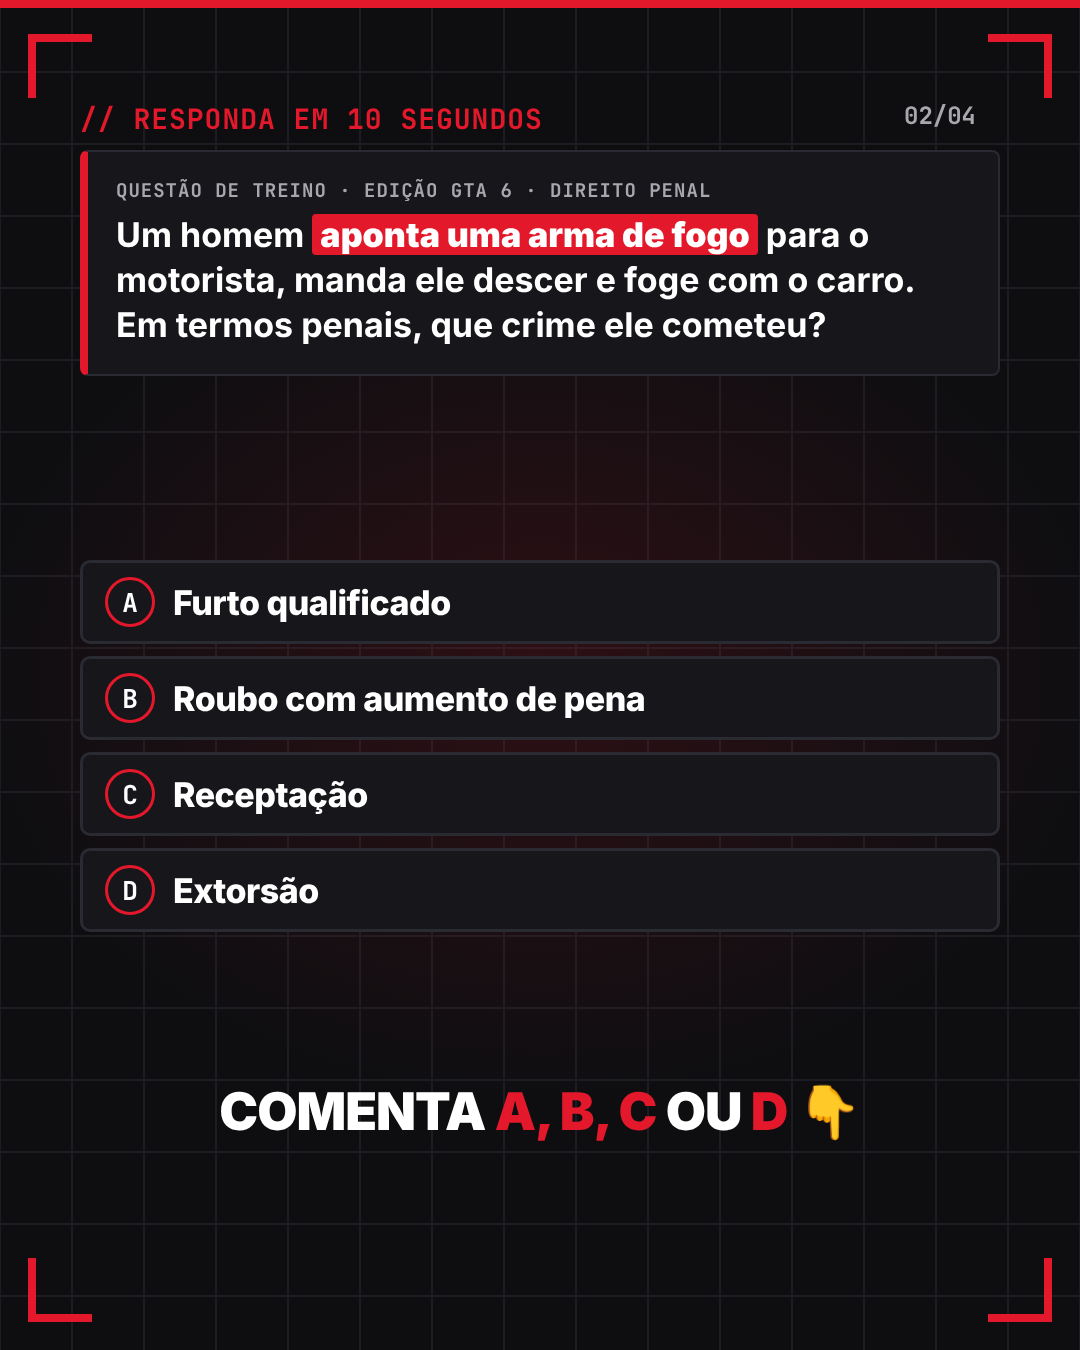 // RESPONDA EM 10 SEGUNDOS
02/04
QUESTÃO DE TREINO · EDIÇÃO GTA 6 · DIREITO PENAL
Um homem aponta uma arma de fogo para o
motorista, manda ele descer e foge com o carro.
Em termos penais, que crime ele cometeu?
A Furto qualificado
B Roubo com aumento de pena
C Receptação
D Extorsão
COMENTA A, B, C OU D 👇